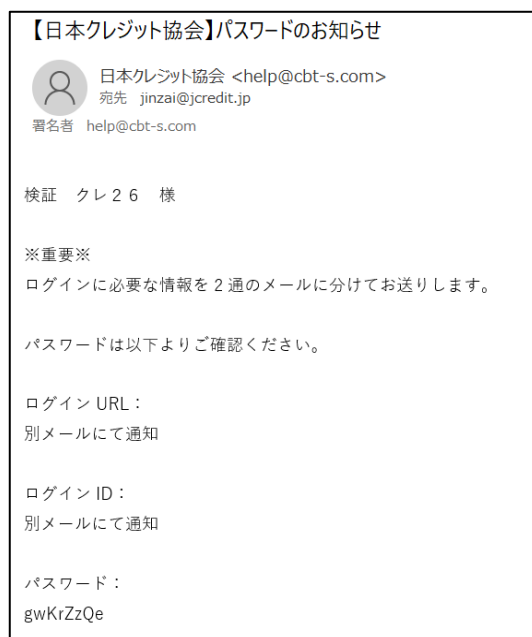 【日本クレジット協会】パスワードのお知らせ
日本クレジット協会 <help@cbt-s.com>
宛先 jinzai@jcredit.jp
署名者 help@cbt-s.com
検証　クレ２６　様
※重要※
ログインに必要な情報を２通のメールに分けてお送りします。
パスワードは以下よりご確認ください。
ログイン URL：
別メールにて通知
ログイン ID：
別メールにて通知
パスワード：
gwKrZzQe